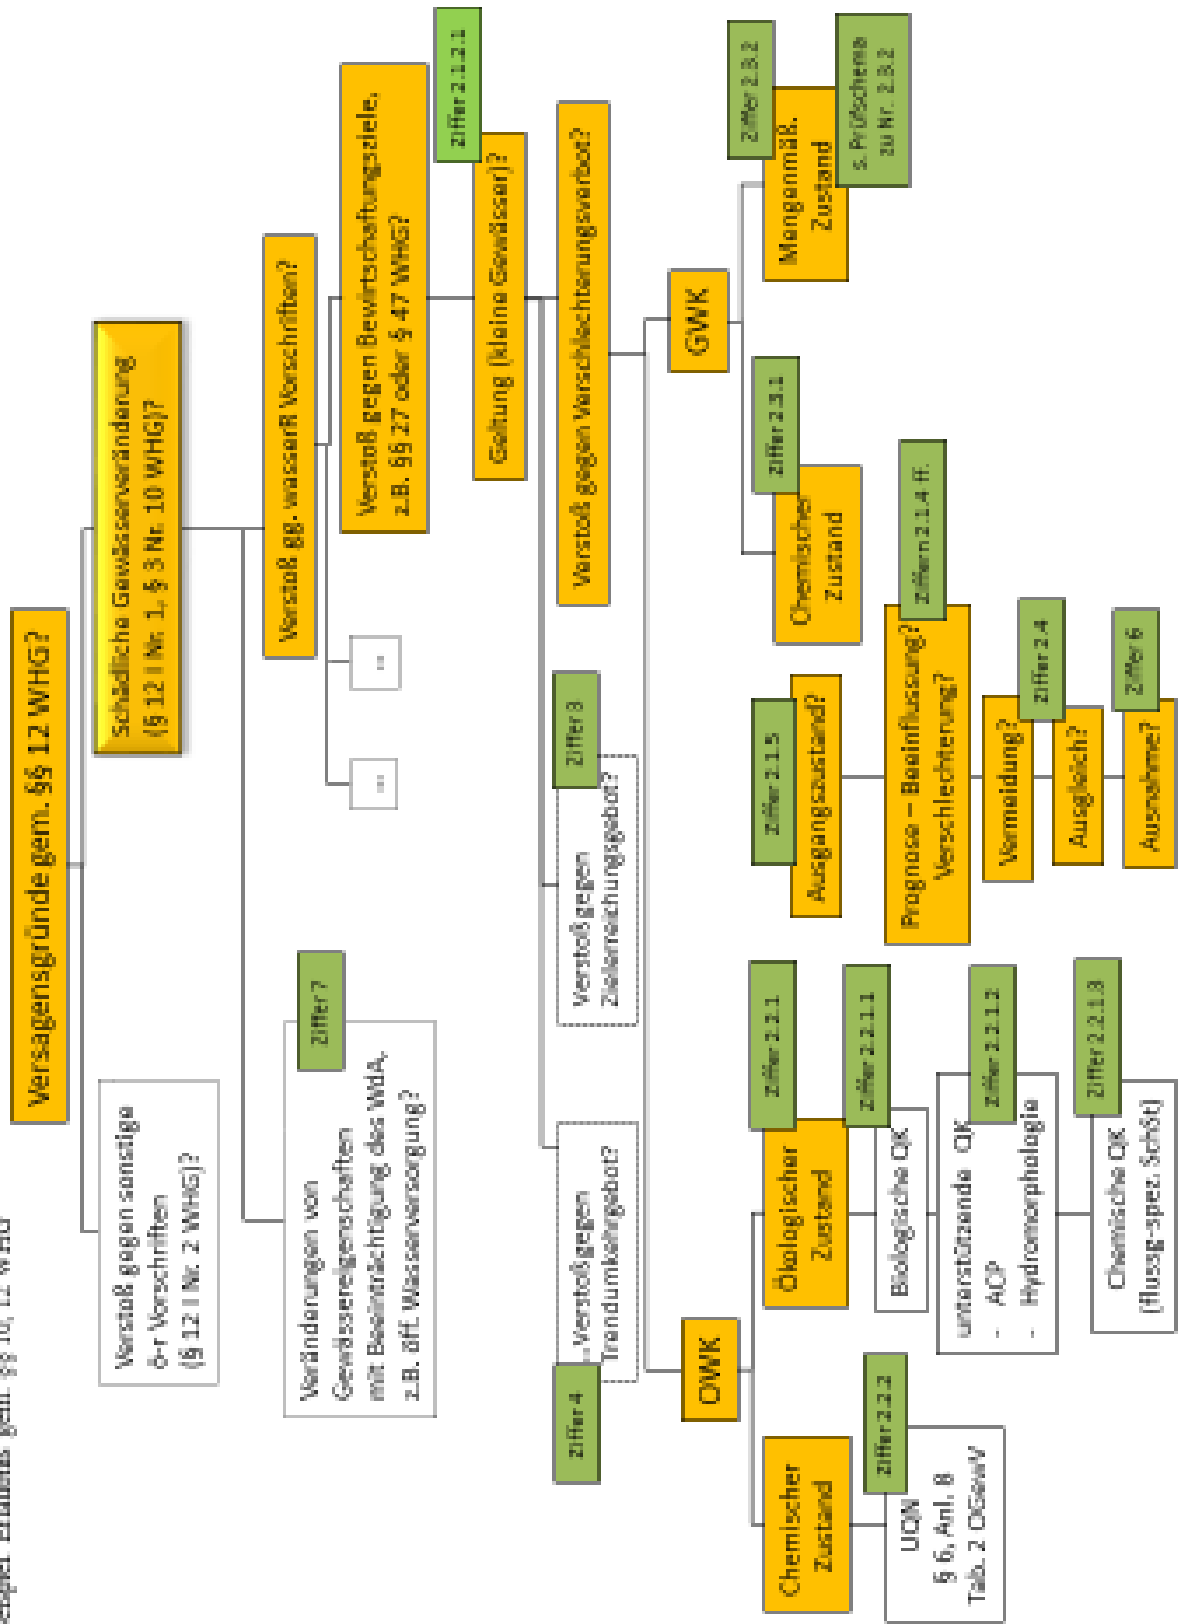 Erlaubnis gem. §§ 10, 12 WHG
Versagensgründe gem. §§ 12 WHG?
Verstoß gegen sonstige
ö-r Vorschriften
(§ 12 I Nr. 2 WHG)?
Schädliche Gewässerveränderung
(§ 12 I Nr. 1, § 3 Nr. 10 WHG)?
Ziffer 7
Veränderungen von
Gewässereigenschaften
mit Beeinträchtigung des WdA,
z.B. öff. Wasserversorgung?
...
...
Verstoß gg. wasserR Vorschriften?
Verstoß gegen Bewirtschaftungsziele,
z.B. §§ 27 oder § 47 WHG?
Ziffer 2.1.2.1
Geltung (kleine Gewässer)?
Ziffer 4
Verstoß gegen
Trendumkehrgebot?
Ziffer 3
Verstoß gegen
Zielerreichungsgebot?
Verstoß gegen Verschlechterungsverbot?
OWK
GWK
Chemischer
Zustand
Ziffer 2.2.2
UQN
§ 6, Anl. 8
Tab. 2 OGewV
Ziffer 2.2.1
Ökologischer
Zustand
Ziffer 2.2.1.1
Biologische QK
Ziffer 2.2.1.2
unterstützende QK
- ACP
- Hydromorphologie
Ziffer 2.2.1.3
Chemische QK
(flussg-spez. Schöt)
Ziffer 2.1.5
Ausgangszustand?
Prognose – Beeinflussung?
Verschlechterung?
Ziffern 2.1.4 ff.
Vermeidung?
Ziffer 2.4
Ausgleich?
Ziffer 6
Ausnahme?
Ziffer 2.3.1
Chemischer
Zustand
Ziffer 2.3.2
Mengenmäß.
Zustand
s. Prüfschema
zu Nr. 2.3.2